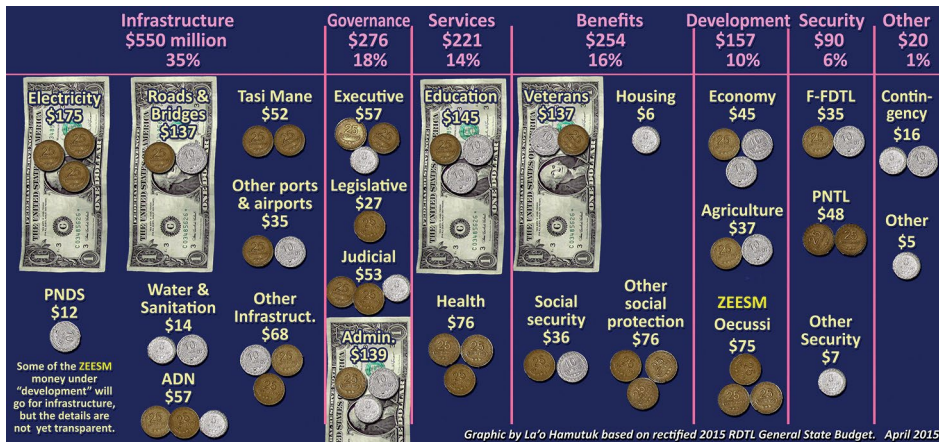 Infrastructure
$550 million
35%
Governance
$276
18%
Services
$221
14%
Benefits
$254
16%
Development
$157
10%
Security
$90
6%
Other
$20
1%
Electricity
$175
Roads &
Bridges
$137
Tasi Mane
$52
Other ports
& airports
$35
PNDS
$12
Water &
Sanitation
$14
Other
Infrastruct.
$68
ADN
$57
Some of the ZEESM
money under
"development" will
go for infrastructure,
but the details are
not yet transparent.
Executive
$57
Legislative
$27
Judicial
$53
Admin.
$139
Education
$145
Health
$76
Veterans
$137
Housing
$6
Social
security
$36
Other
social
protection
$76
Economy
$45
Agriculture
$37
ZEESM
Oecussi
$75
F-FDTL
$35
PNTL
$48
Other
Security
$7
Contin-
gency
$16
Other
$5
Graphic by La'o Hamutuk based on rectified 2015 RDTL General State Budget. April 2015